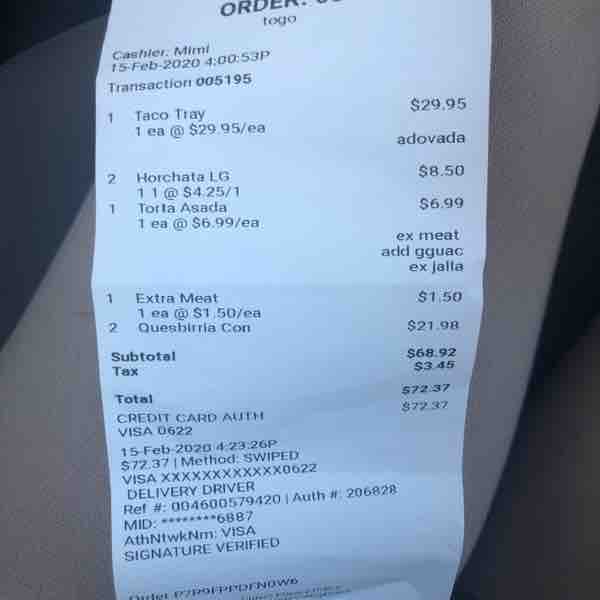 ORDER:
togo
Cashier: Mimi
15-Feb-2020 4:00:53P
Transaction 005195
1 Taco Tray $29.95
1 ea @ $29.95/ea
adovada
2 Horchata LG $8.50
1 1 @ $4.25/1
1 Torta Asada $6.99
1 ea @ $6.99/ea
ex meat
add gguac
ex jalla
1 Extra Meat $1.50
1 ea @ $1.50/ea
2 Quesbirria Con $21.98
Subtotal $68.92
Tax $3.45
Total $72.37
CREDIT CARD AUTH $72.37
VISA 0622
15-Feb-2020 4:23:26P
$72.37 | Method: SWIPED
VISA XXXXXXXXXXXX0622
DELIVERY DRIVER
Ref #: 004600579420 | Auth #: 206828
MID: ********6887
AthNtwkNm: VISA
SIGNATURE VERIFIED
Order P7R9FPPDFN0W6